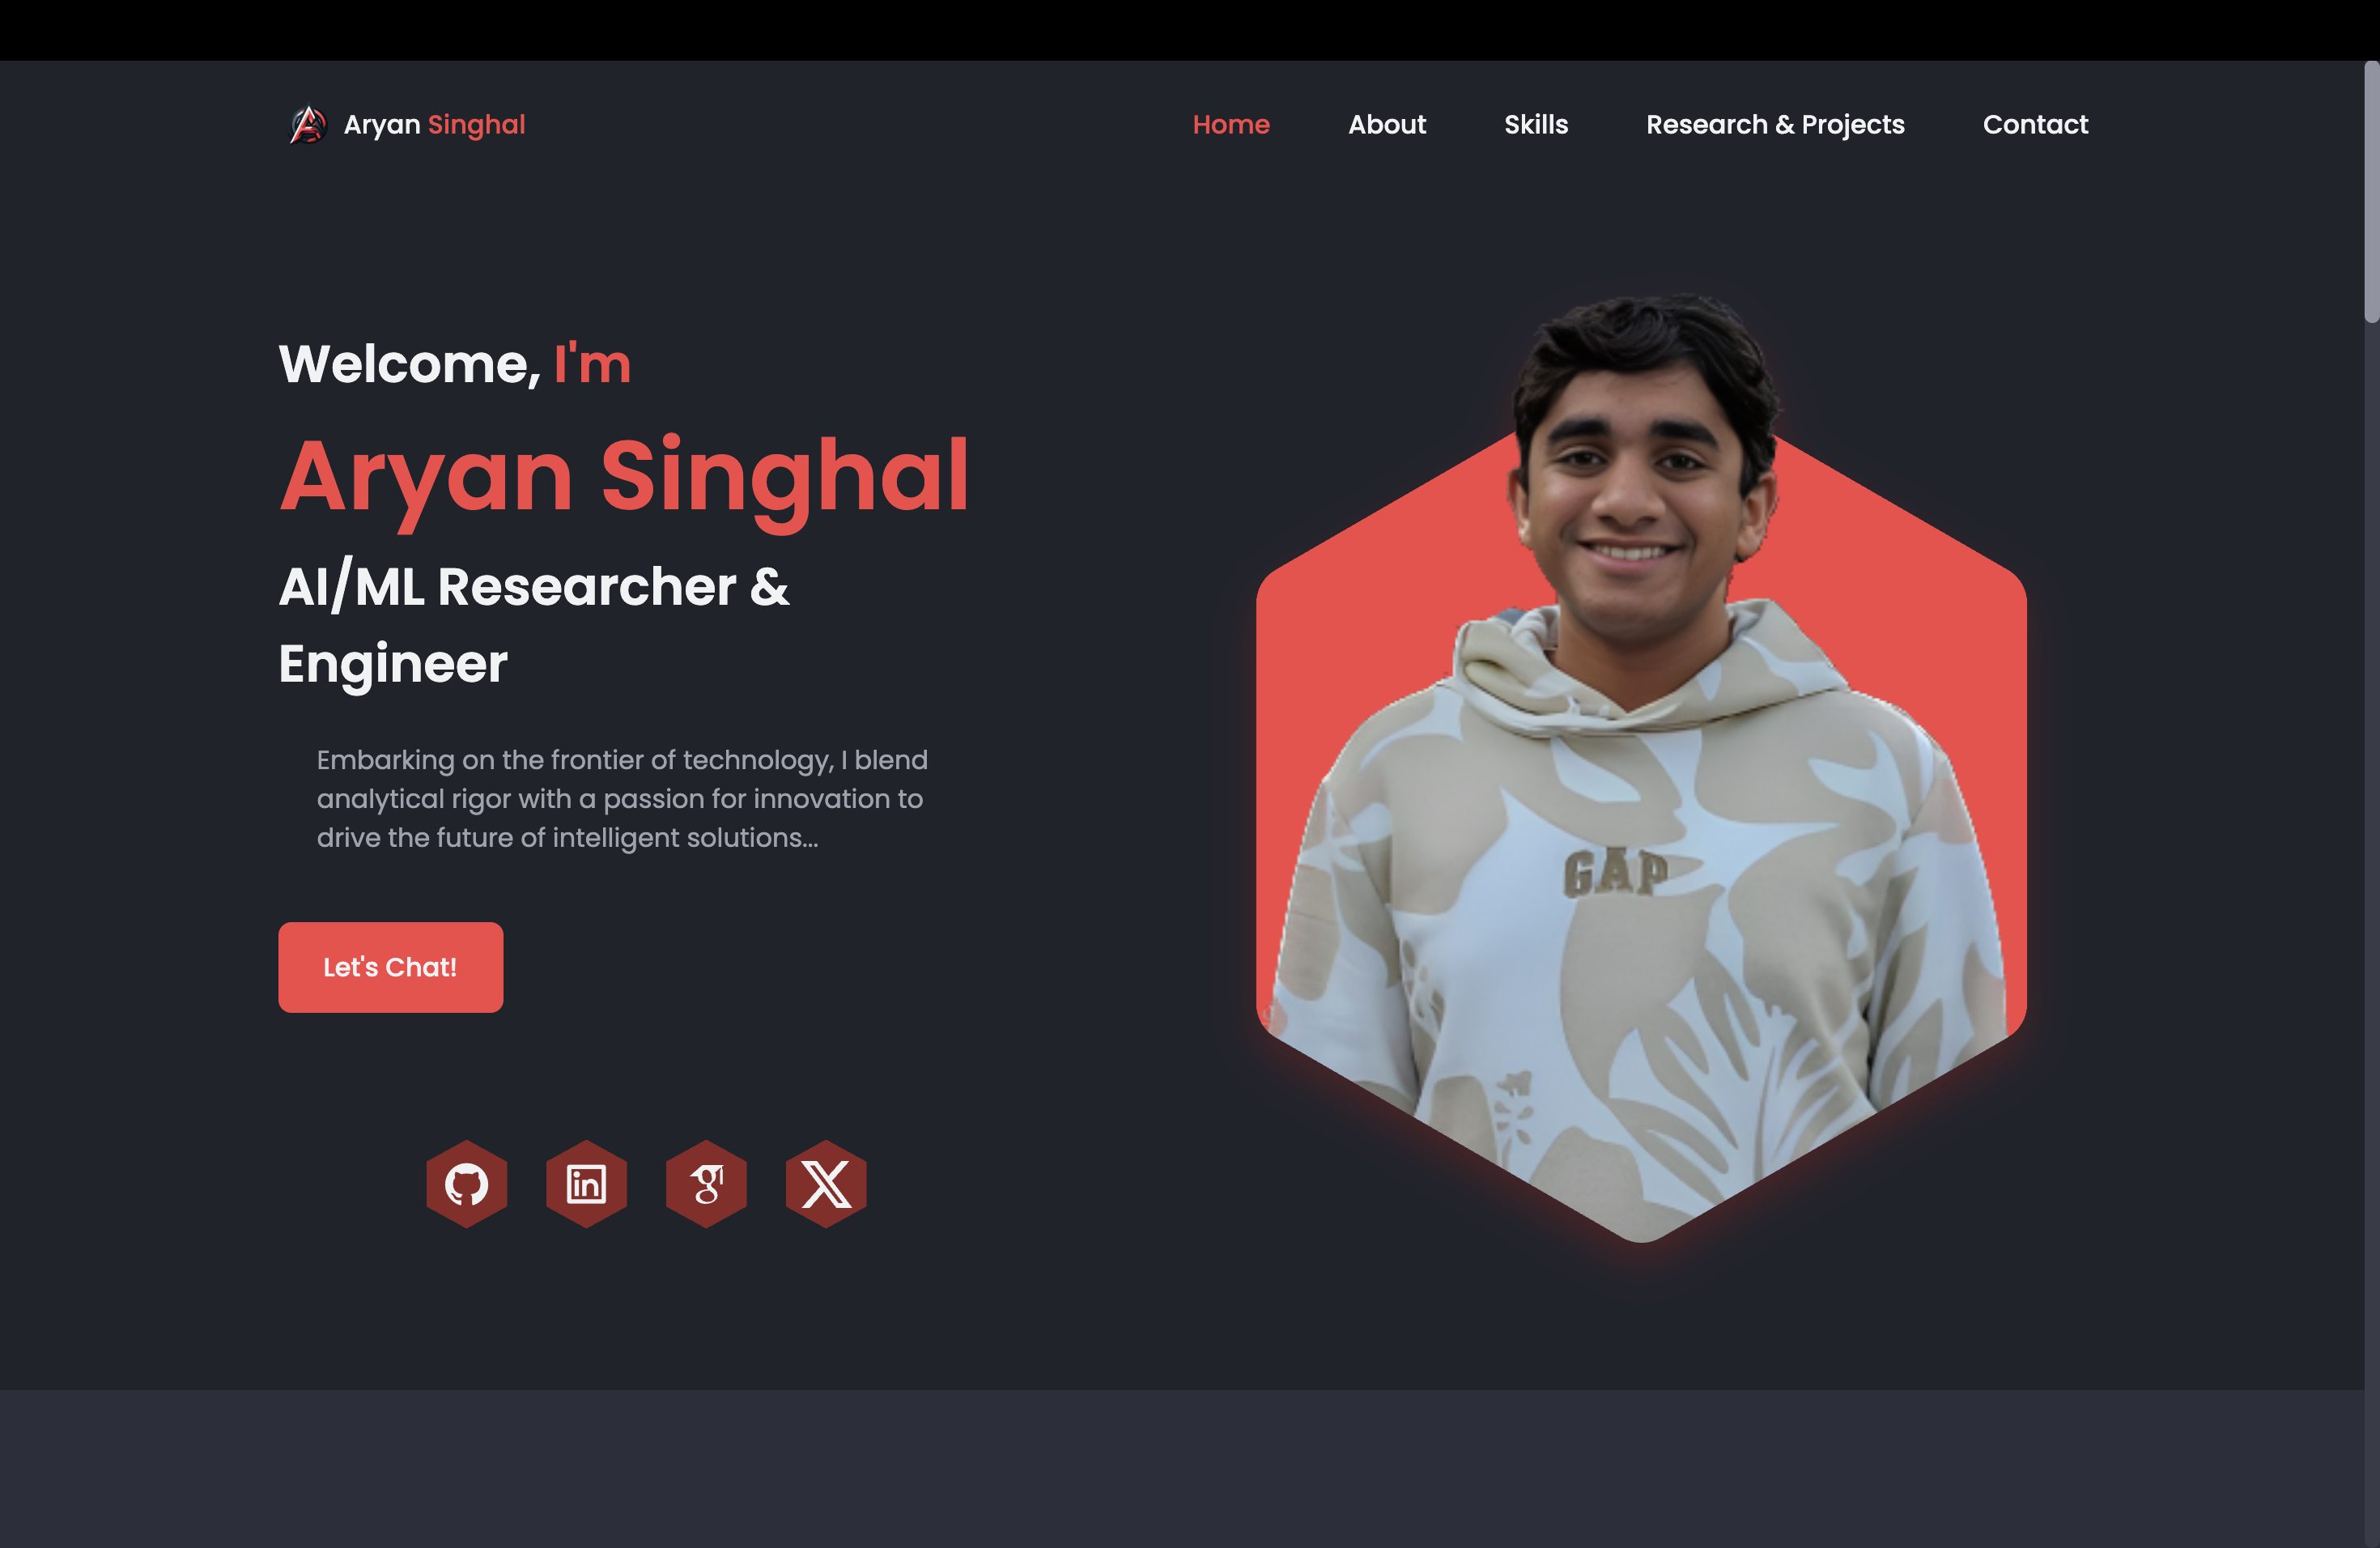 Aryan Singhal
Home About Skills Research & Projects Contact
Welcome, I'm
Aryan Singhal
AI/ML Researcher &
Engineer
Embarking on the frontier of technology, I blend
analytical rigor with a passion for innovation to
drive the future of intelligent solutions...
Let's Chat!
GAP